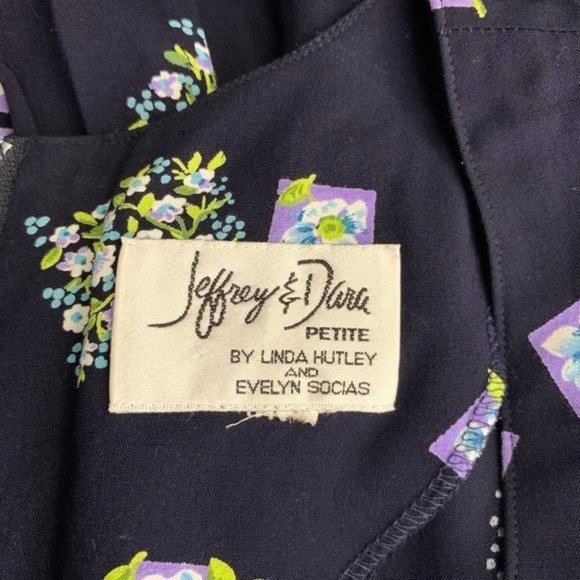 Jeffrey & Dara
PETITE
BY LINDA HUTLEY
AND
EVELYN SOCIAS